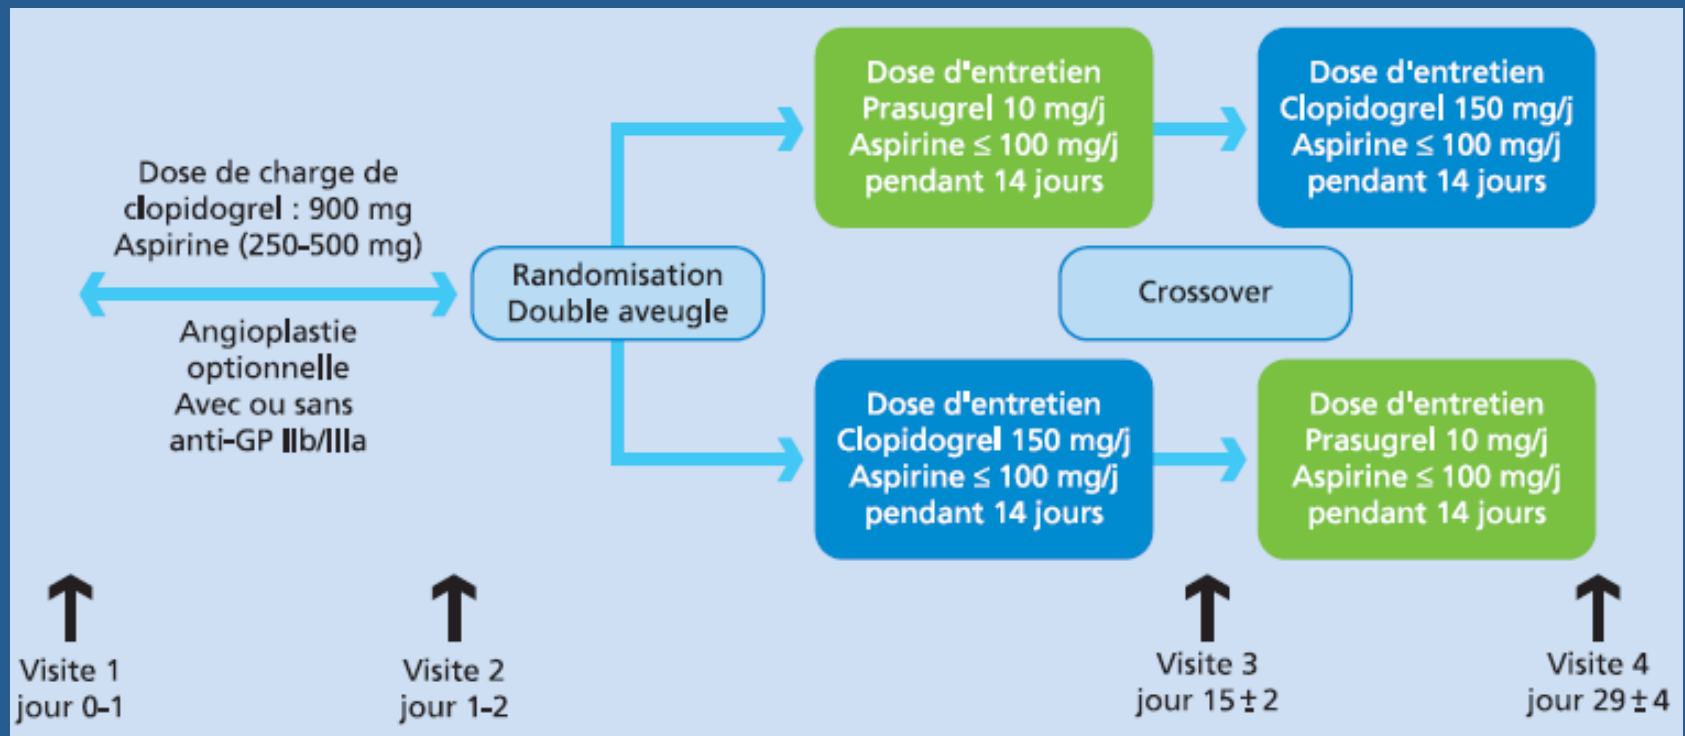 Dose de charge de
clopidogrel : 900 mg
Aspirine (250-500 mg)
Angioplastie
optionnelle
Avec ou sans
anti-GP IIb/IIIa
Randomisation
Double aveugle
Dose d'entretien
Prasugrel 10 mg/j
Aspirine ≤ 100 mg/j
pendant 14 jours
Dose d'entretien
Clopidogrel 150 mg/j
Aspirine ≤ 100 mg/j
pendant 14 jours
Crossover
Dose d'entretien
Clopidogrel 150 mg/j
Aspirine ≤ 100 mg/j
pendant 14 jours
Dose d'entretien
Prasugrel 10 mg/j
Aspirine ≤ 100 mg/j
pendant 14 jours
Visite 1
jour 0-1
Visite 2
jour 1-2
Visite 3
jour 15 ± 2
Visite 4
jour 29 ± 4